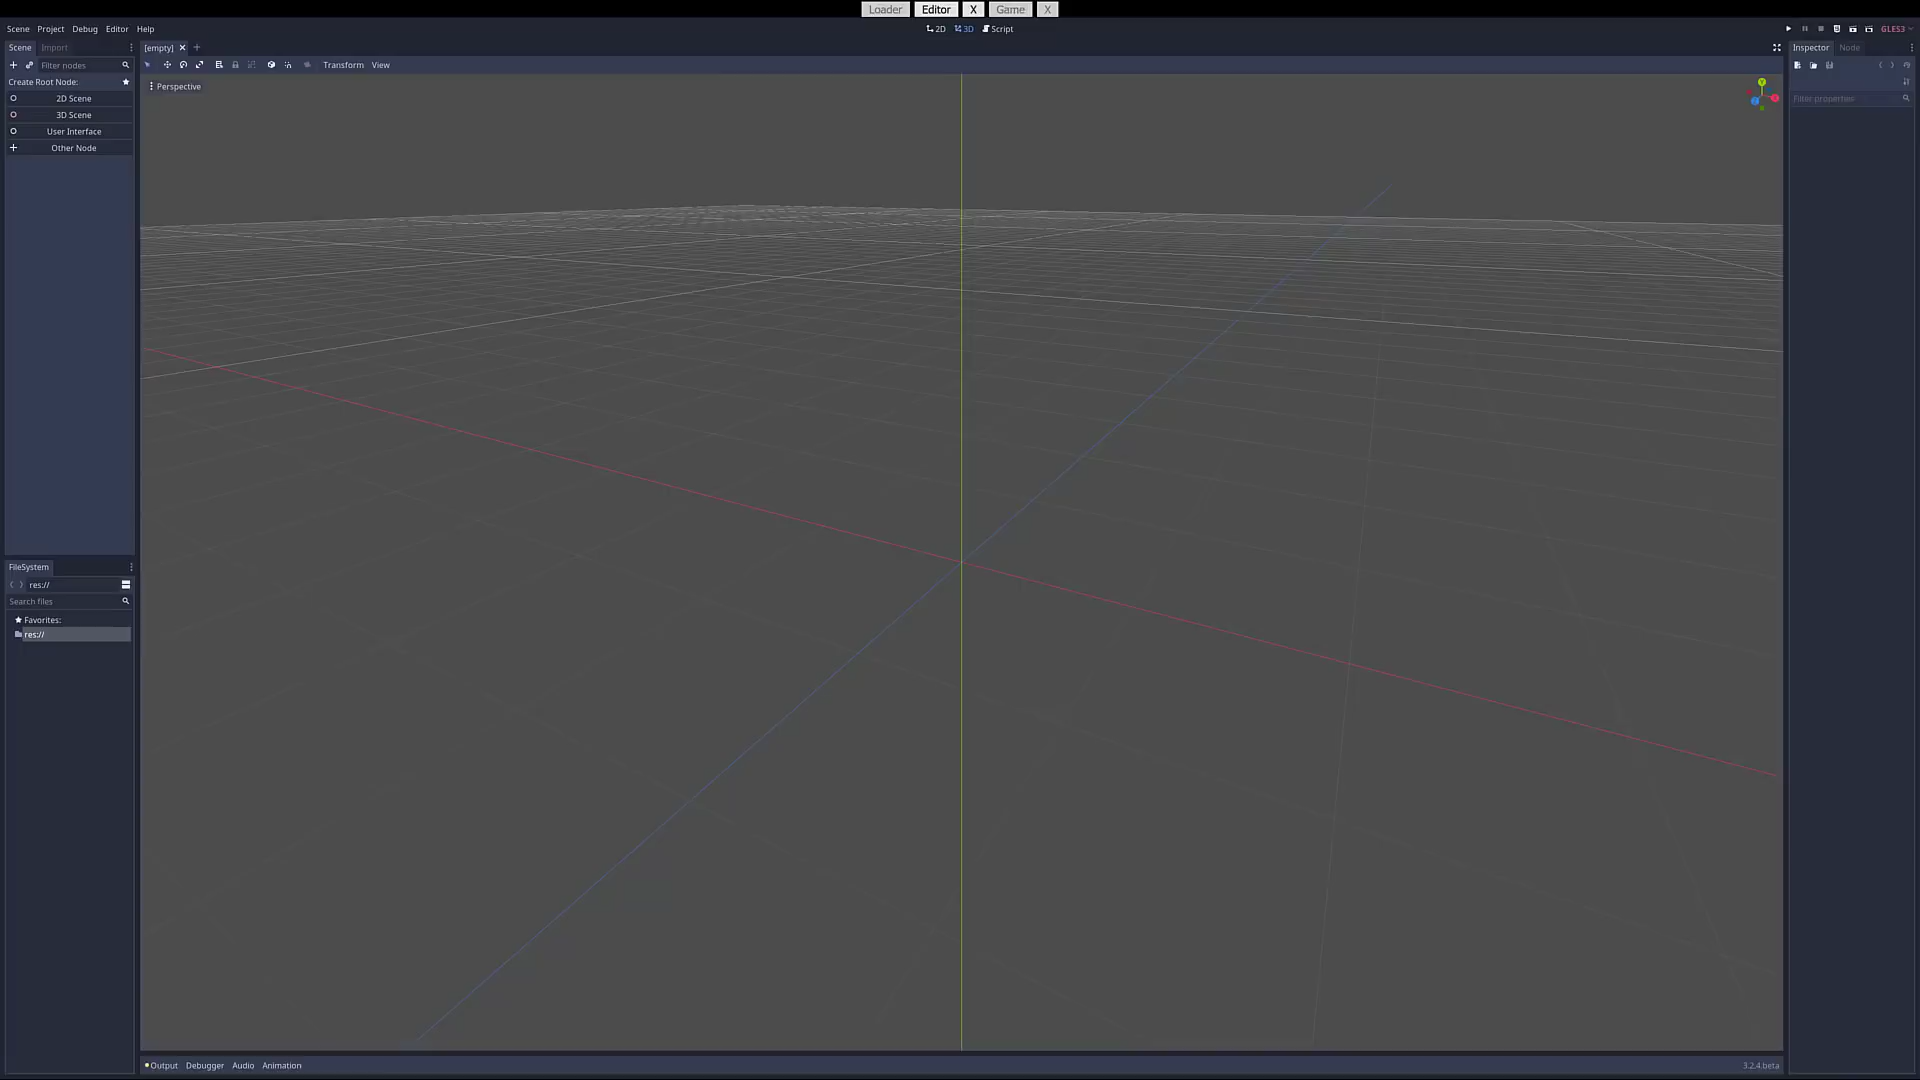 Loader Editor X Game X
Scene Project Debug Editor Help
2D 3D Script
GLES3
Scene Import
[empty]
Inspector Node
Filter nodes
Transform View
Create Root Node:
Perspective
Y
X
Z
Filter properties
2D Scene
3D Scene
User Interface
Other Node
FileSystem
res://
Search files
Favorites:
res://
Output Debugger Audio Animation
3.2.4.beta